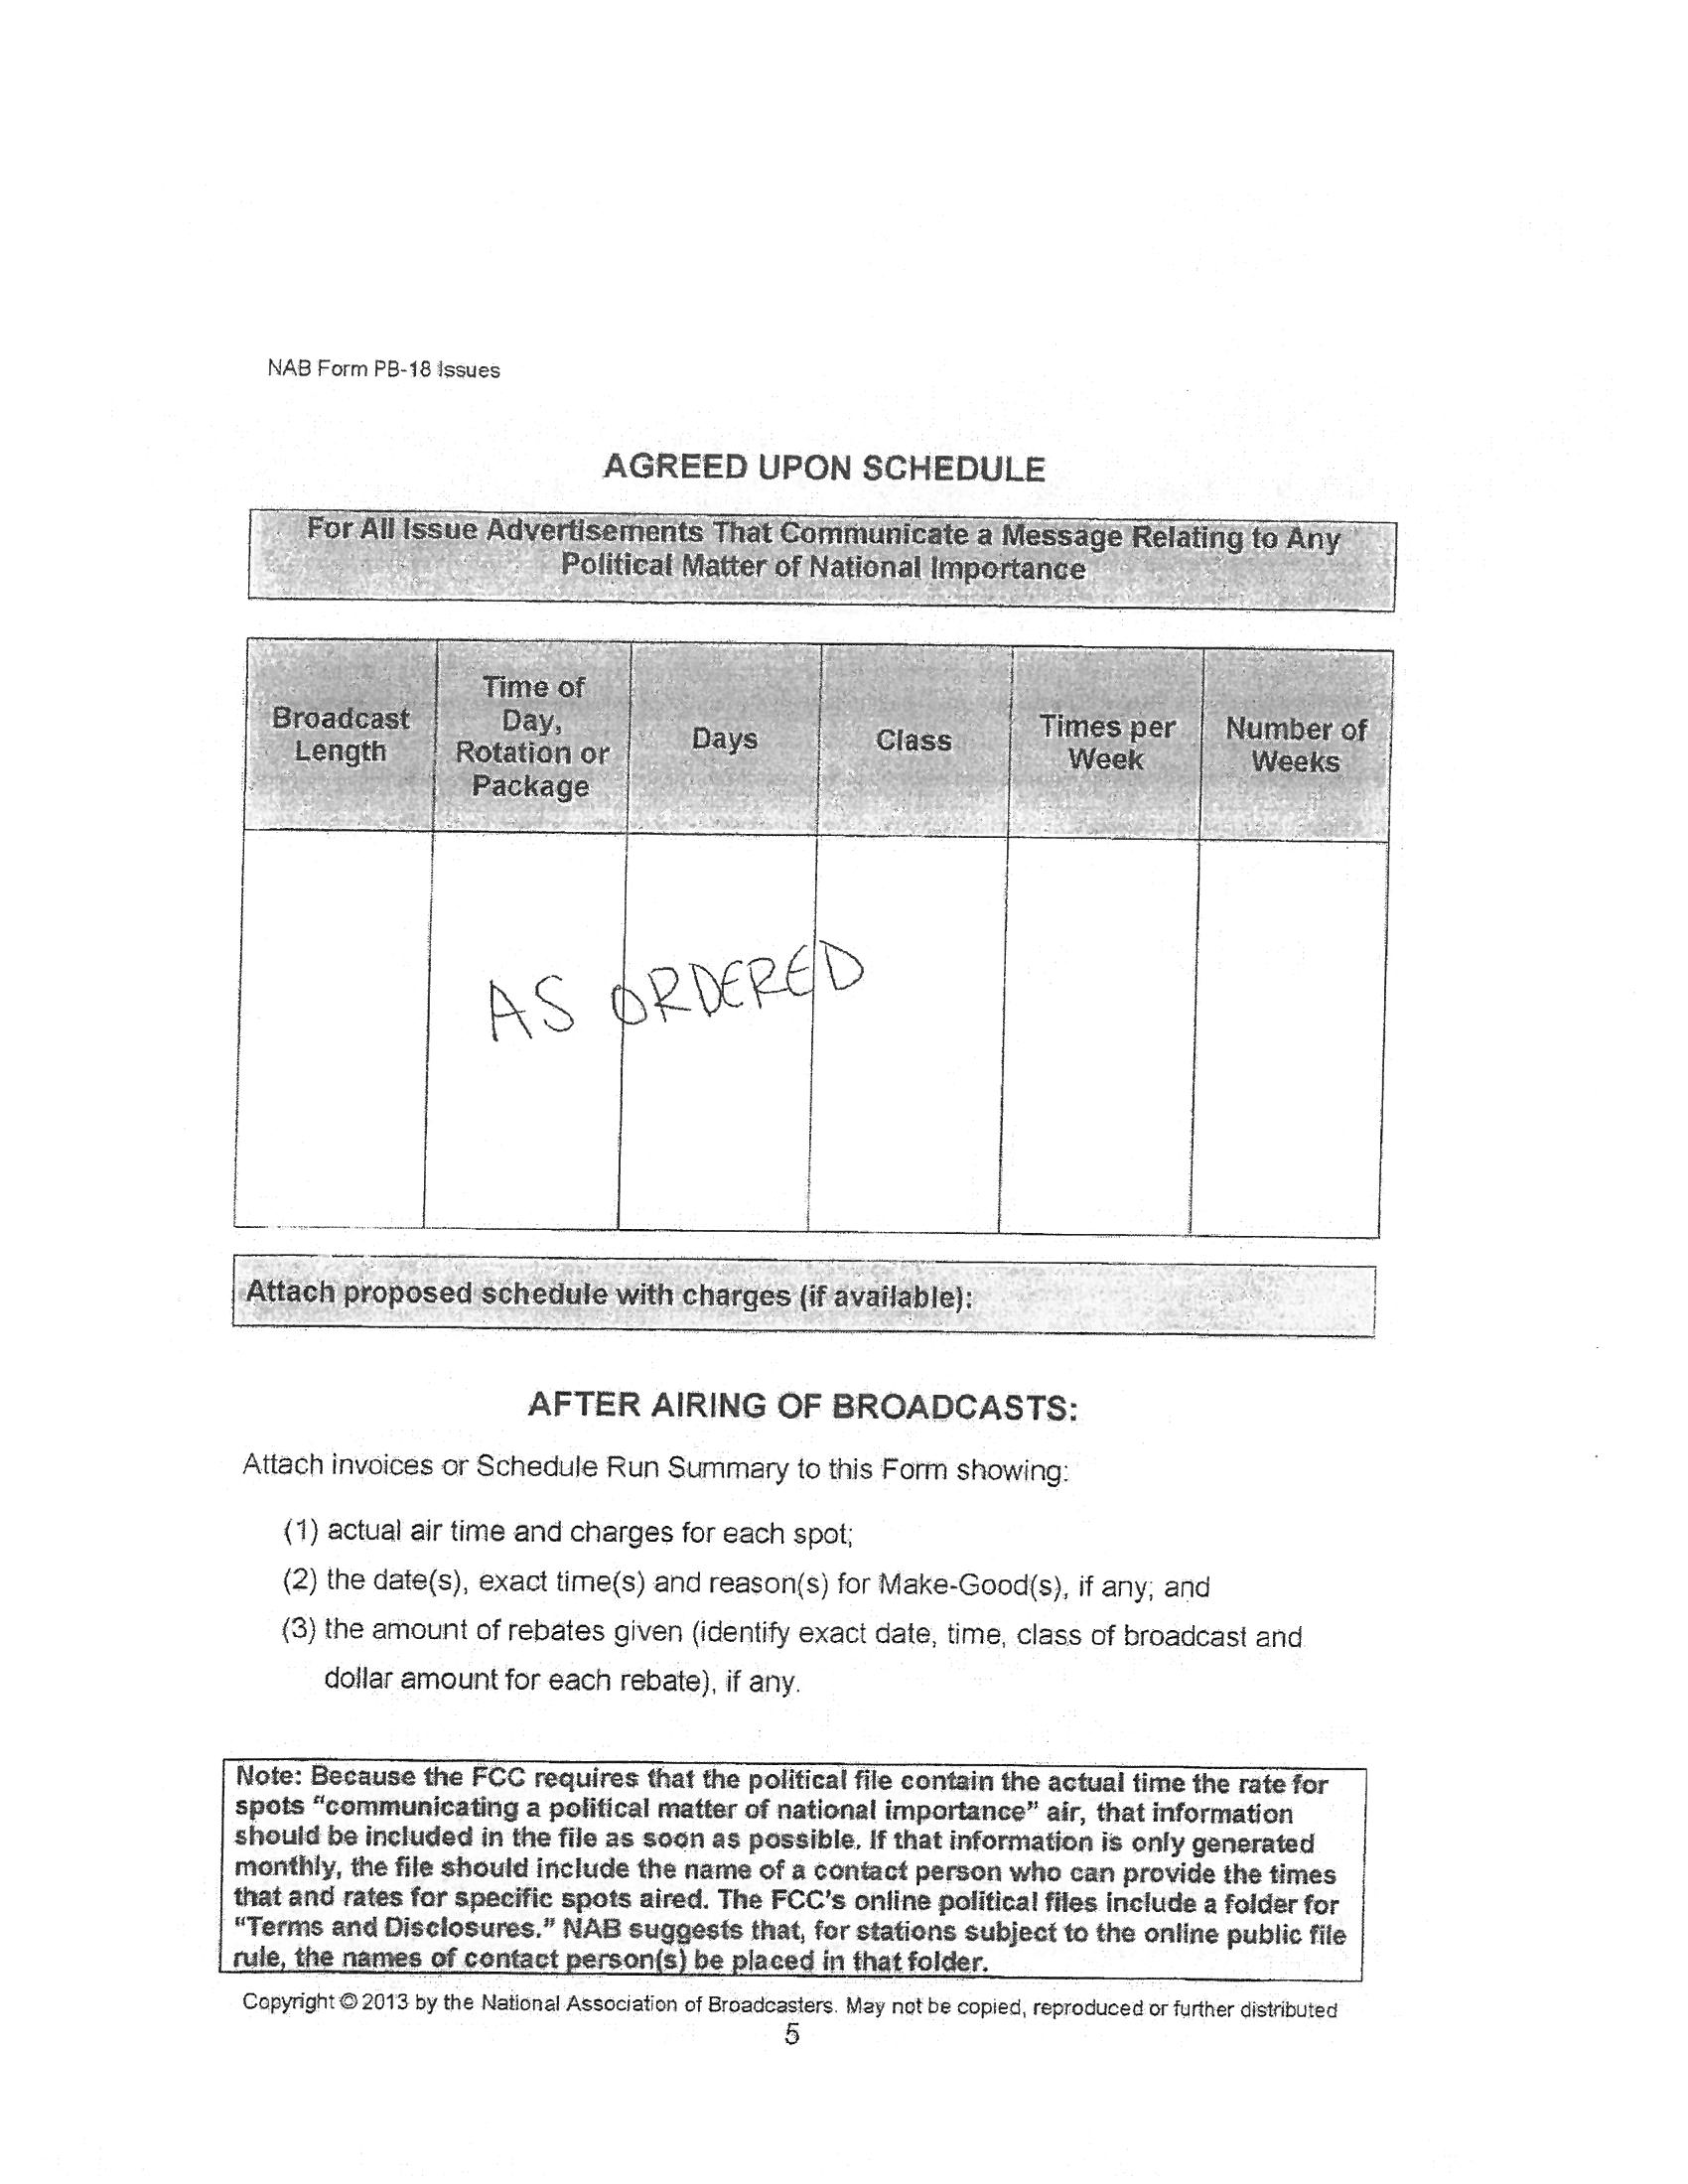 NAB Form PB-18 Issues
AGREED UPON SCHEDULE
For All Issue Advertisements That Communicate a Message Relating to Any
Political Matter of National Importance
Broadcast
Length
Time of
Day,
Rotation or
Package
Days
Class
Times per
Week
Number of
Weeks
AS ORDERED
Attach proposed schedule with charges (if available):
AFTER AIRING OF BROADCASTS:
Attach invoices or Schedule Run Summary to this Form showing:
(1) actual air time and charges for each spot;
(2) the date(s), exact time(s) and reason(s) for Make-Good(s), if any; and
(3) the amount of rebates given (identify exact date, time, class of broadcast and
dollar amount for each rebate), if any.
Note: Because the FCC requires that the political file contain the actual time the rate for
spots “communicating a political matter of national importance” air, that information
should be included in the file as soon as possible. If that information is only generated
monthly, the file should include the name of a contact person who can provide the times
that and rates for specific spots aired. The FCC's online political files include a folder for
“Terms and Disclosures.” NAB suggests that, for stations subject to the online public file
rule, the names of contact person(s) be placed in that folder.
Copyright © 2013 by the National Association of Broadcasters. May not be copied, reproduced or further distributed
5